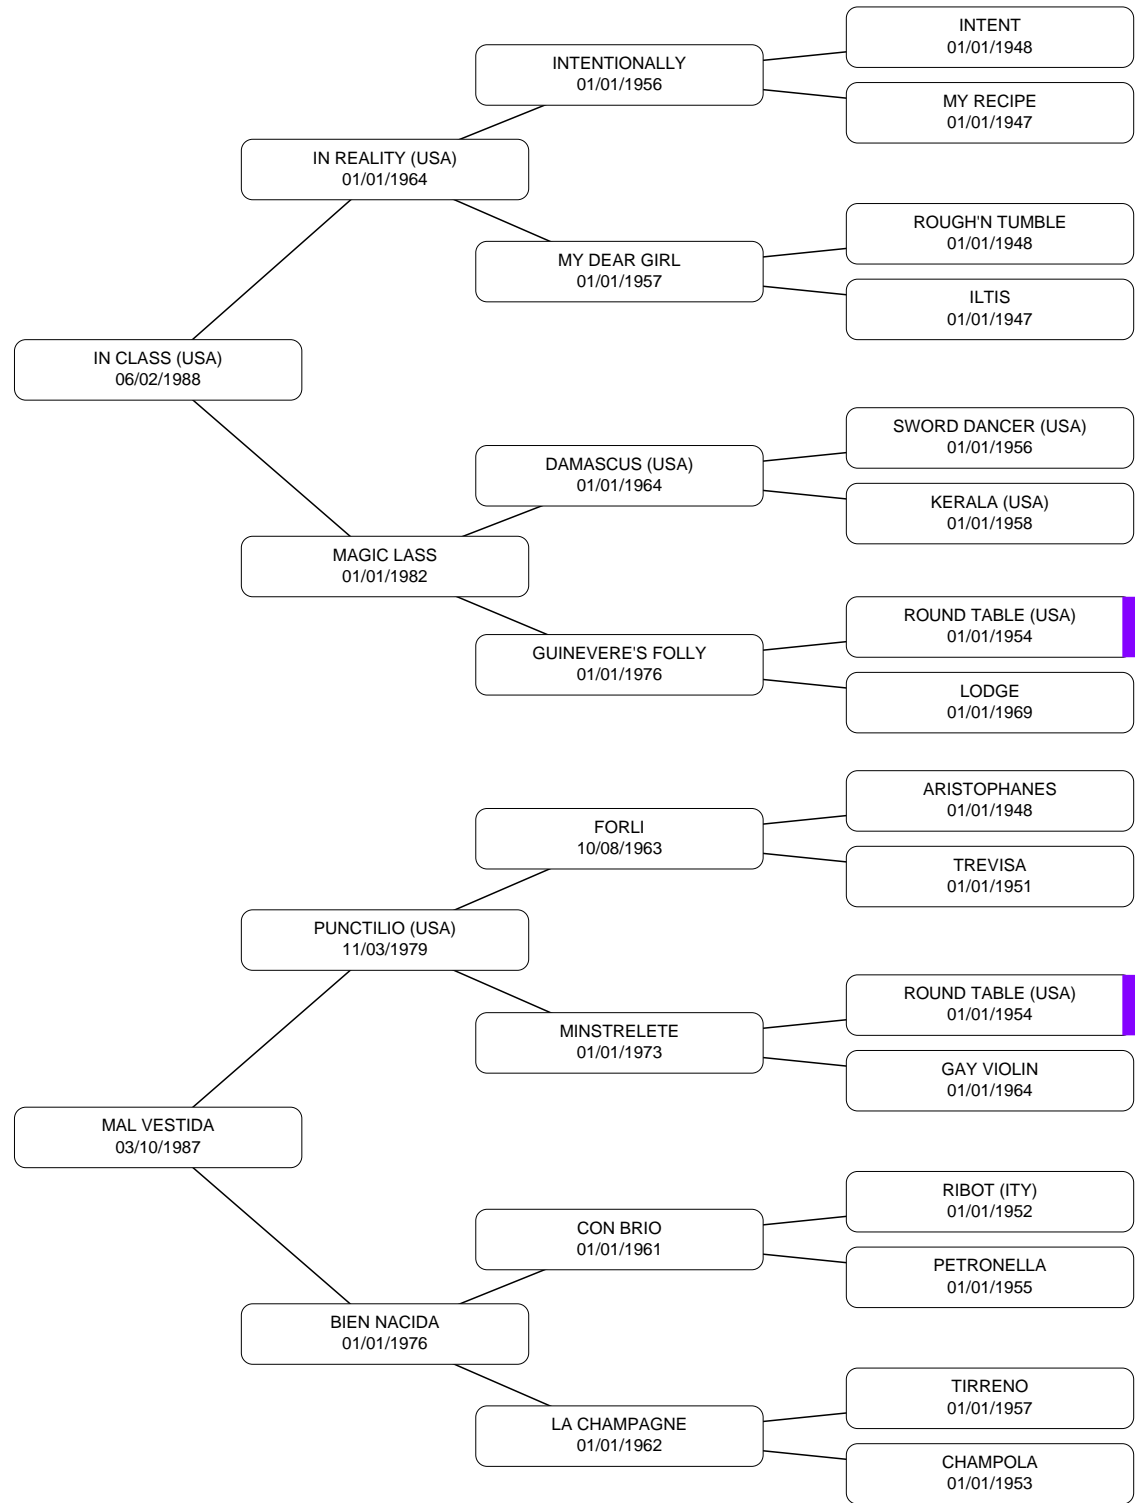 INTENT
01/01/1948
INTENTIONALLY
01/01/1956
MY RECIPE
01/01/1947
IN REALITY (USA)
01/01/1964
ROUGH'N TUMBLE
01/01/1948
MY DEAR GIRL
01/01/1957
ILTIS
01/01/1947
IN CLASS (USA)
06/02/1988
SWORD DANCER (USA)
01/01/1956
DAMASCUS (USA)
01/01/1964
KERALA (USA)
01/01/1958
MAGIC LASS
01/01/1982
ROUND TABLE (USA)
01/01/1954
GUINEVERE'S FOLLY
01/01/1976
LODGE
01/01/1969
ARISTOPHANES
01/01/1948
FORLI
10/08/1963
TREVISA
01/01/1951
PUNCTILIO (USA)
11/03/1979
ROUND TABLE (USA)
01/01/1954
MINSTRELETE
01/01/1973
GAY VIOLIN
01/01/1964
MAL VESTIDA
03/10/1987
RIBOT (ITY)
01/01/1952
CON BRIO
01/01/1961
PETRONELLA
01/01/1955
BIEN NACIDA
01/01/1976
TIRRENO
01/01/1957
LA CHAMPAGNE
01/01/1962
CHAMPOLA
01/01/1953